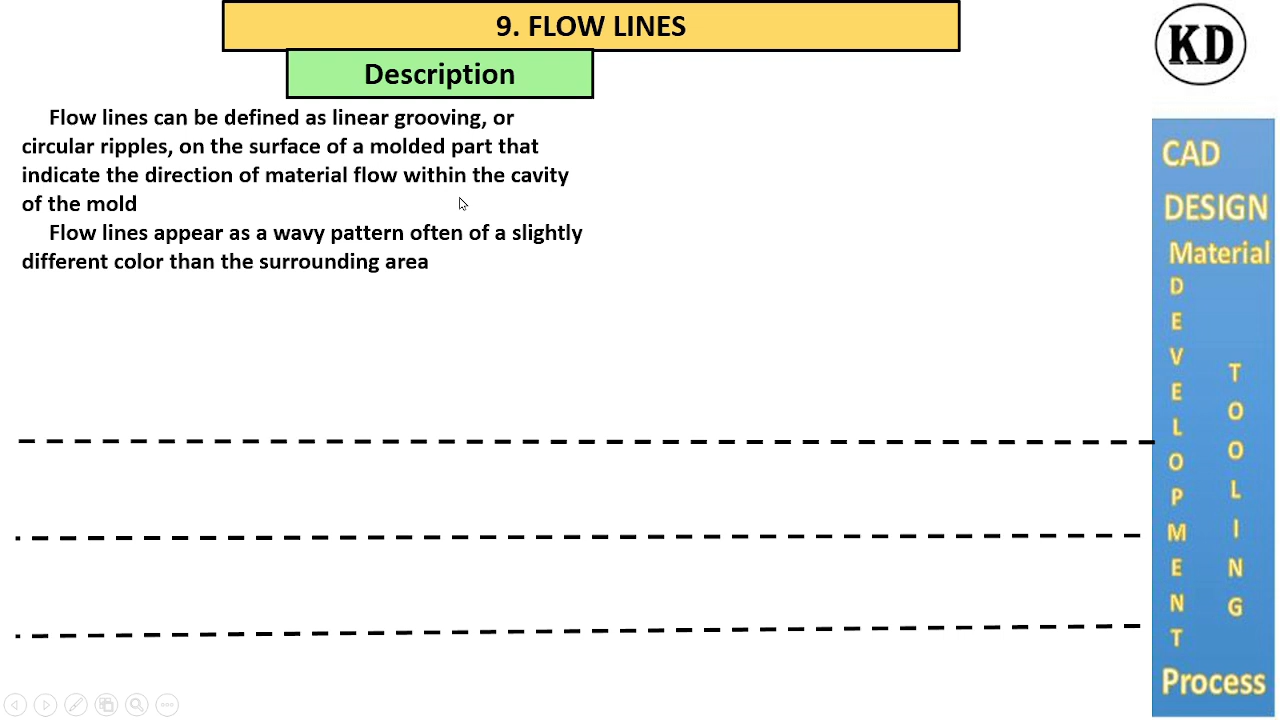 9. FLOW LINES
Description
Flow lines can be defined as linear grooving, or
circular ripples, on the surface of a molded part that
indicate the direction of material flow within the cavity
of the mold
Flow lines appear as a wavy pattern often of a slightly
different color than the surrounding area
KD
CAD
DESIGN
Material
DEVELOPMENT
TOOLING
Process